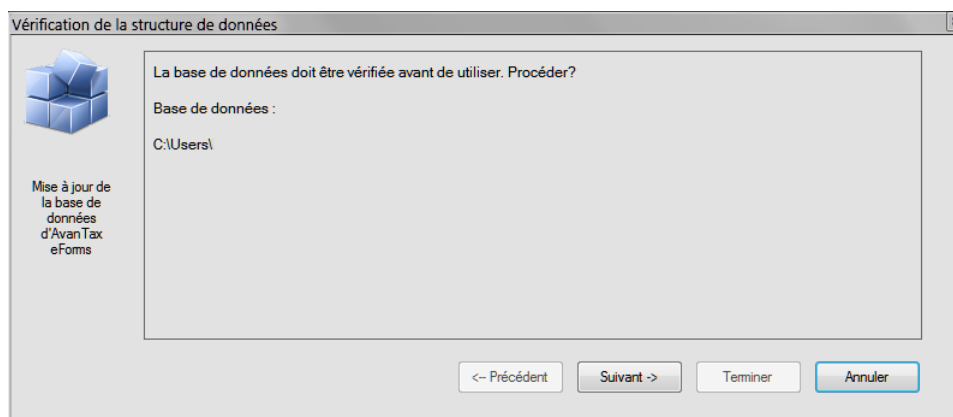 Vérification de la structure de données
La base de données doit être vérifiée avant de utiliser. Procéder?
Base de données :
C:\Users\
Mise à jour de
la base de
données
d'AvanTax
eForms
<-- Précédent
Suivant ->
Terminer
Annuler